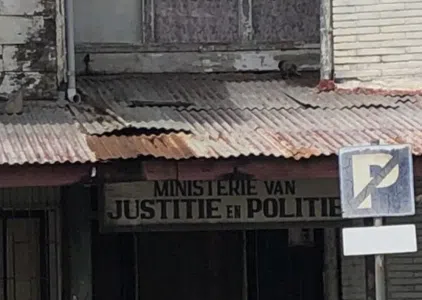 MINISTERIE VAN
JUSTITIE EN POLITIE
P